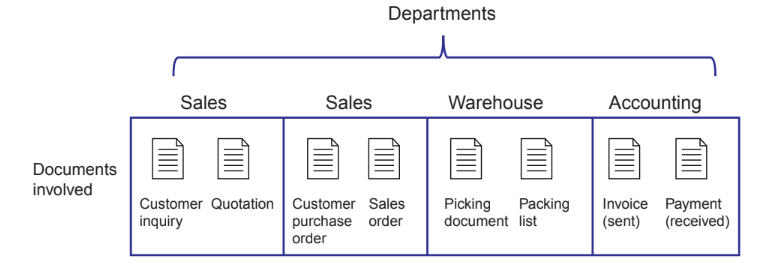 Departments
Sales
Sales
Warehouse
Accounting
Documents
involved
Customer
inquiry
Quotation
Customer
purchase
order
Sales
order
Picking
document
Packing
list
Invoice
(sent)
Payment
(received)